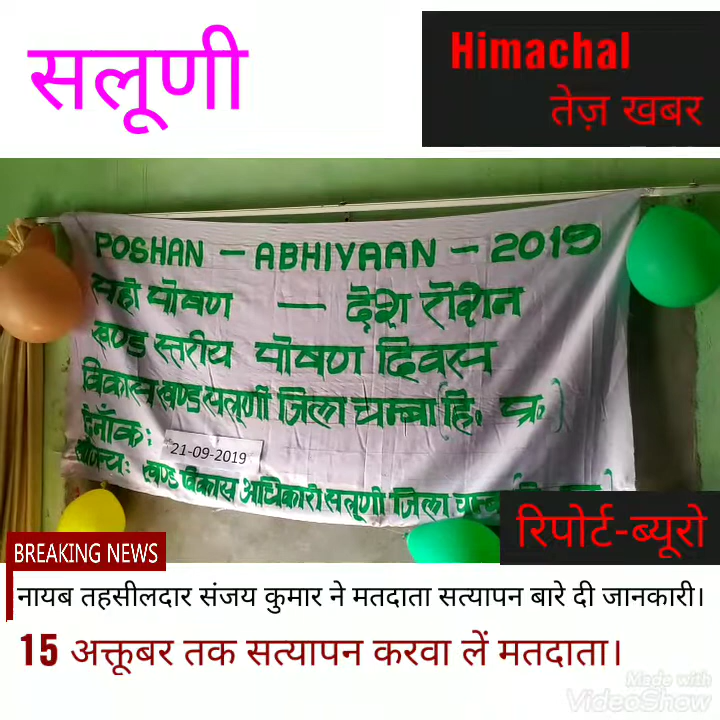 सलूणी
Himachal
तेज़ खबर
POSHAN - ABHIYAAN - 2019
सही पोषण - देश रोशन
खण्ड स्तरीय पोषण दिवस
विकास खण्ड सलूणी जिला चम्बा (हि. प्र.)
दिनाँक: 21-09-2019
खण्ड विकास अधिकारी सलूणी जिला
रिपोर्ट-ब्यूरो
BREAKING NEWS
नायब तहसीलदार संजय कुमार ने मतदाता सत्यापन बारे दी जानकारी।
15 अक्तूबर तक सत्यापन करवा लें मतदाता।
Made with
VideoShow